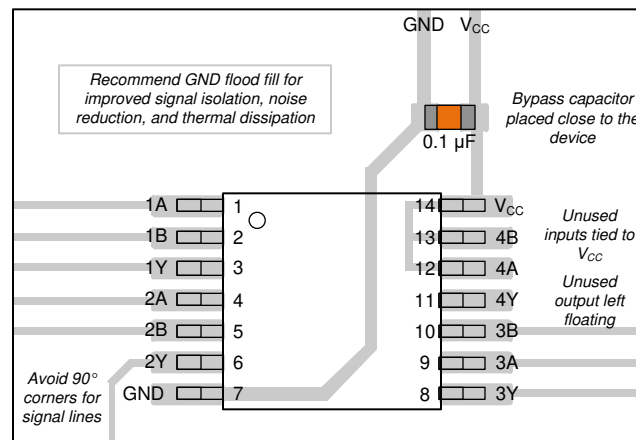 GND VCC
Recommend GND flood fill for
improved signal isolation, noise
reduction, and thermal dissipation
Bypass capacitor
placed close to the
device
0.1 µF
1A 1 14 VCC
1B 2 13 4B
1Y 3 12 4A
2A 4 11 4Y
2B 5 10 3B
2Y 6 9 3A
GND 7 8 3Y
Unused
inputs tied to
VCC
Unused
output left
floating
Avoid 90°
corners for
signal lines